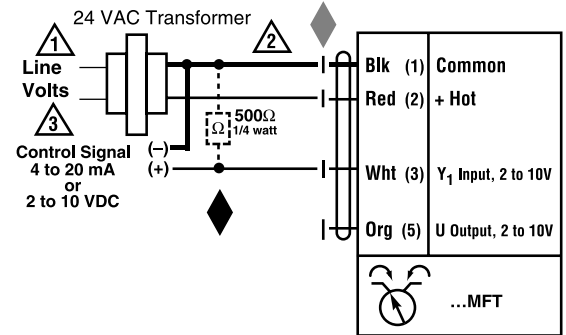 24 VAC Transformer
1
2
Line
Volts
3
Control Signal
4 to 20 mA
or
2 to 10 VDC
(–)
(+)
Ω
500Ω
1/4 watt
Blk (1) Common
Red (2) + Hot
Wht (3) Y₁ Input, 2 to 10V
Org (5) U Output, 2 to 10V
...MFT